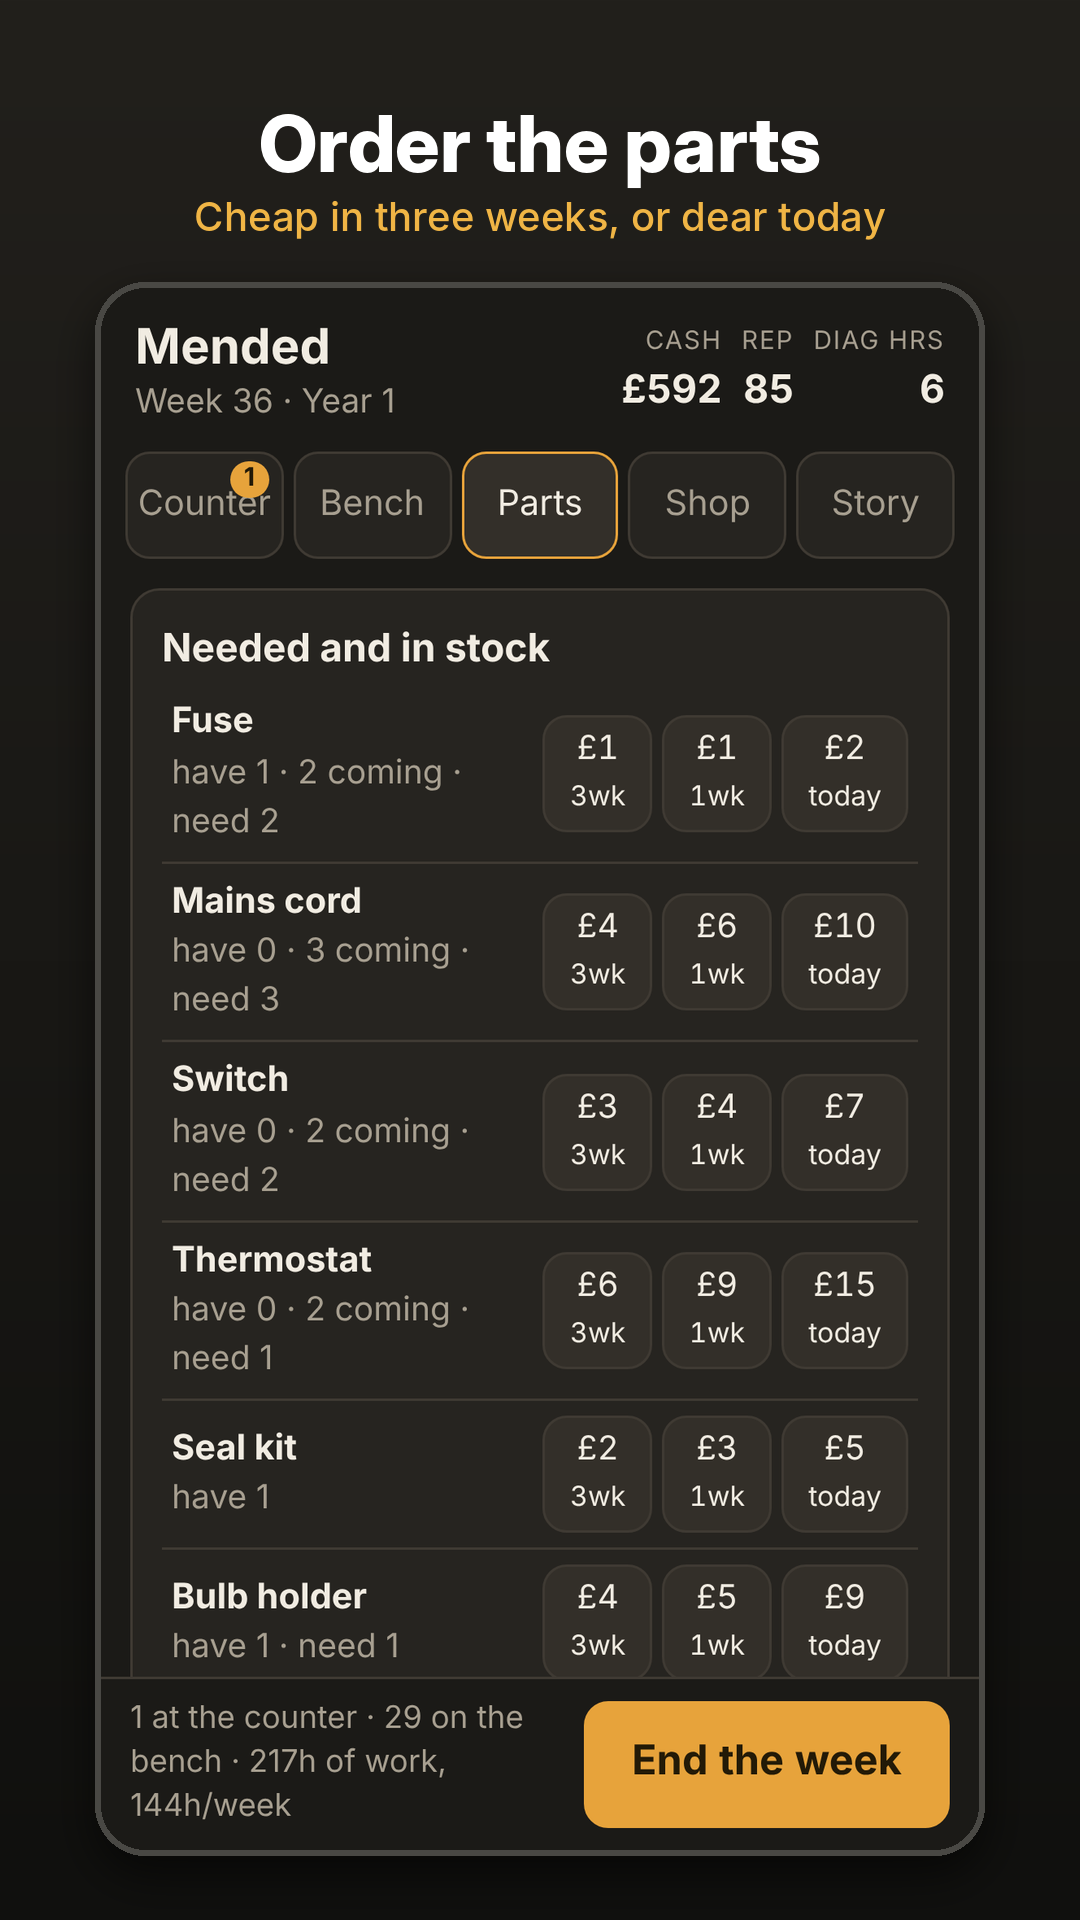 Order the parts
Cheap in three weeks, or dear today
Mended
Week 36 · Year 1
CASH REP DIAG HRS
£592 85 6
Counter 1 Bench Parts Shop Story
Needed and in stock
Fuse
have 1 · 2 coming ·
need 2
£1 £1 £2
3wk 1wk today
Mains cord
have 0 · 3 coming ·
need 3
£4 £6 £10
3wk 1wk today
Switch
have 0 · 2 coming ·
need 2
£3 £4 £7
3wk 1wk today
Thermostat
have 0 · 2 coming ·
need 1
£6 £9 £15
3wk 1wk today
Seal kit
have 1
£2 £3 £5
3wk 1wk today
Bulb holder
have 1 · need 1
£4 £5 £9
3wk 1wk today
1 at the counter · 29 on the
bench · 217h of work,
144h/week
End the week